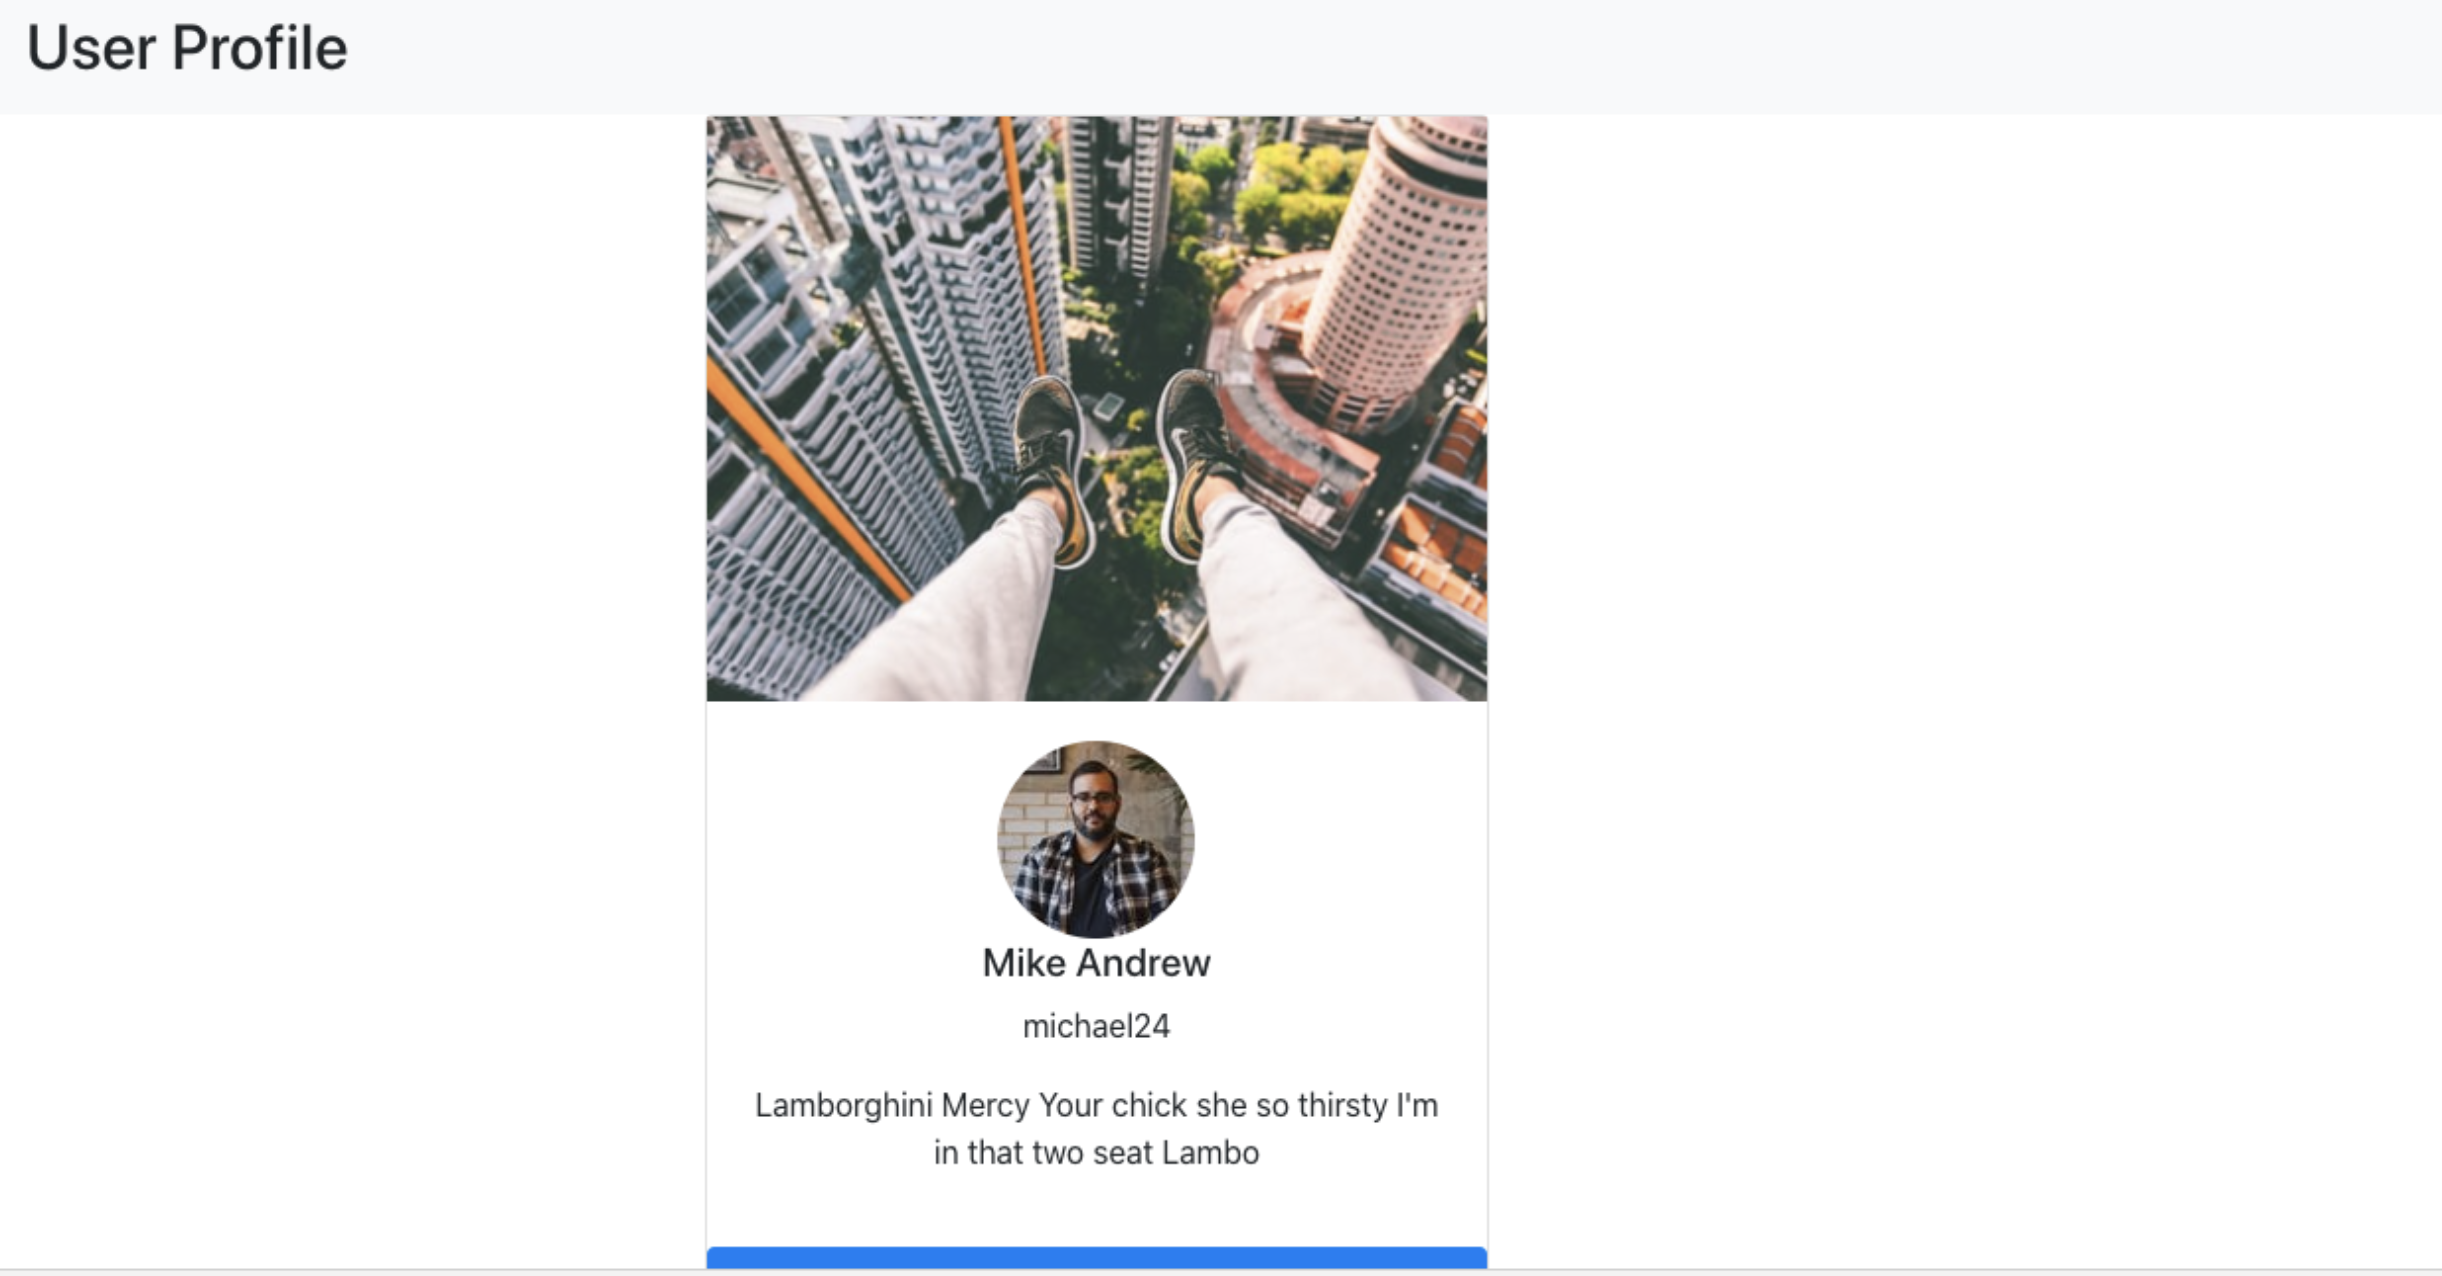 User Profile
Mike Andrew
michael24
Lamborghini Mercy Your chick she so thirsty I'm
in that two seat Lambo